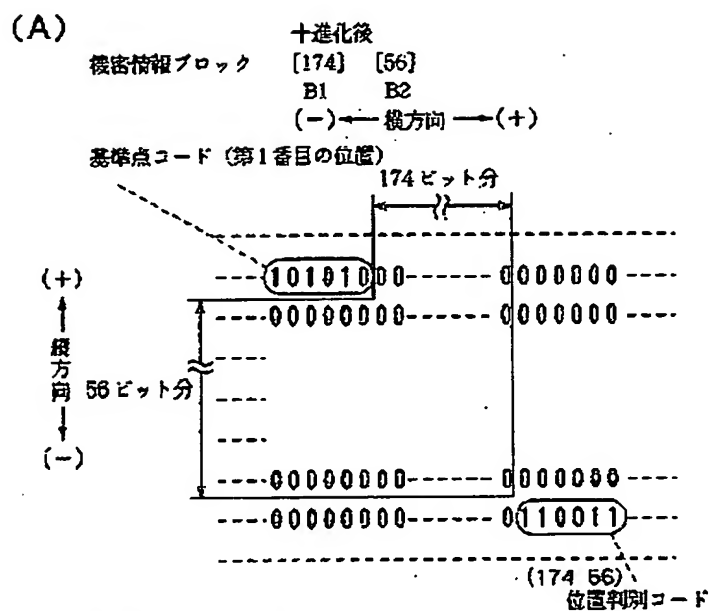 (A)
十進化後
機密情報ブロック [174] [56]
B1 B2
(−)←横方向→(+)
基準点コード (第1番目の位置)
174ビット分
(+) ----10101000 ------ 0000000----
----00000000------0000000----
縦方向
56ビット分
(−)
----00000000------0000000----
----00000000------0110011----
(174 56)
位置判別コード